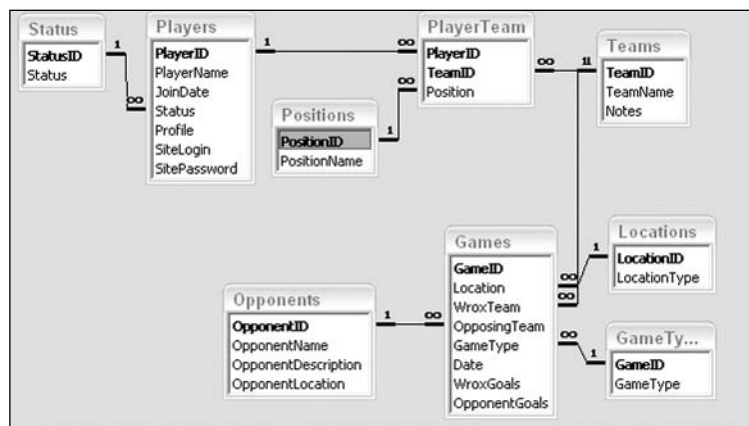 Status
StatusID
Status
Players
PlayerID
PlayerName
JoinDate
Status
Profile
SiteLogin
SitePassword
PlayerTeam
PlayerID
TeamID
Position
Teams
TeamID
TeamName
Notes
Positions
PositionID
PositionName
Games
GameID
Location
WroxTeam
OpposingTeam
GameType
Date
WroxGoals
OpponentGoals
Locations
LocationID
LocationType
Opponents
OpponentID
OpponentName
OpponentDescription
OpponentLocation
GameTy...
GameID
GameType
1
∞
1
∞
∞
1
∞
11
1
∞
∞
1
∞
∞
1